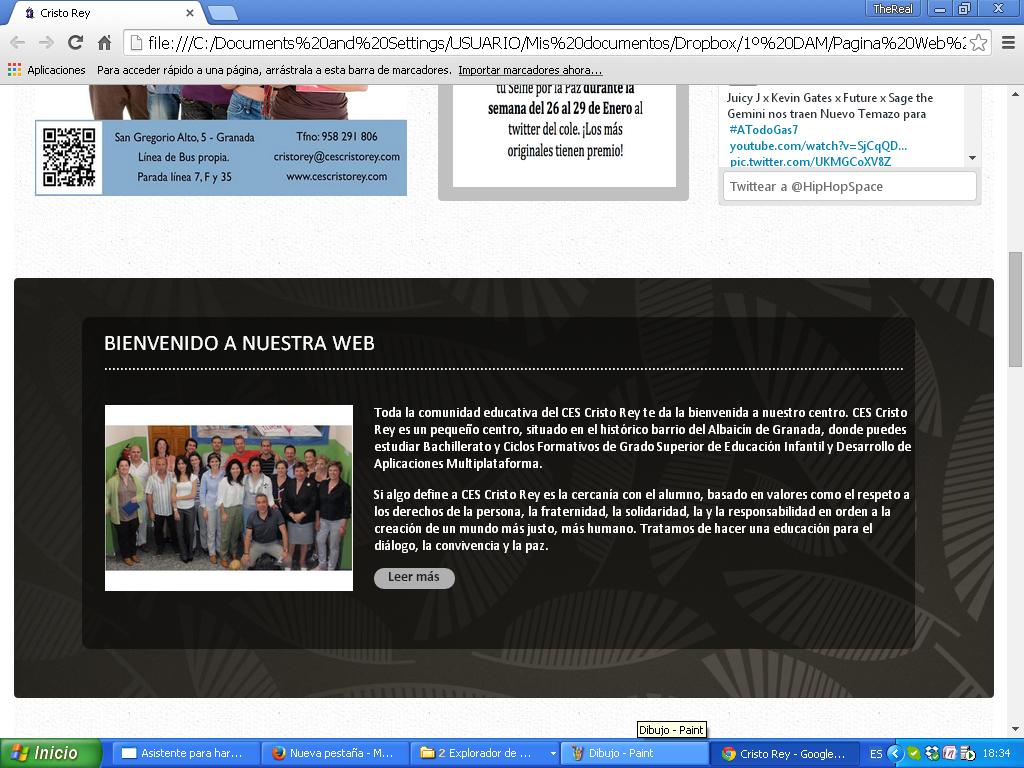 Cristo Rey
TheReal
file:///C:/Documents%20and%20Settings/USUARIO/Mis%20documentos/Dropbox/1º%20DAM/Pagina%20Web%2
Aplicaciones Para acceder rápido a una página, arrástrala a esta barra de marcadores. Importar marcadores ahora...
San Gregorio Alto, 5 - Granada
Línea de Bus propia.
Parada línea 7, F y 35
Tfno: 958 291 806
cristorey@cescristorey.com
www.cescristorey.com
tu Selfie por la Paz durante la
semana del 26 al 29 de Enero al
twitter del cole. ¡Los más
originales tienen premio!
Juicy J x Kevin Gates x Future x Sage the
Gemini nos traen Nuevo Temazo para
#ATodoGas7
youtube.com/watch?v=SjCqQD...
pic.twitter.com/UKMGCoXV8Z
Twittear a @HipHopSpace
BIENVENIDO A NUESTRA WEB
Toda la comunidad educativa del CES Cristo Rey te da la bienvenida a nuestro centro. CES Cristo
Rey es un pequeño centro, situado en el histórico barrio del Albaicín de Granada, donde puedes
estudiar Bachillerato y Ciclos Formativos de Grado Superior de Educación Infantil y Desarrollo de
Aplicaciones Multiplataforma.
Si algo define a CES Cristo Rey es la cercanía con el alumno, basado en valores como el respeto a
los derechos de la persona, la fraternidad, la solidaridad, la y la responsabilidad en orden a la
creación de un mundo más justo, más humano. Tratamos de hacer una educación para el
diálogo, la convivencia y la paz.
Leer más
Dibujo - Paint
Inicio
Asistente para har...
Nueva pestaña - M...
2 Explorador de ...
Dibujo - Paint
Cristo Rey - Google...
ES
18:34